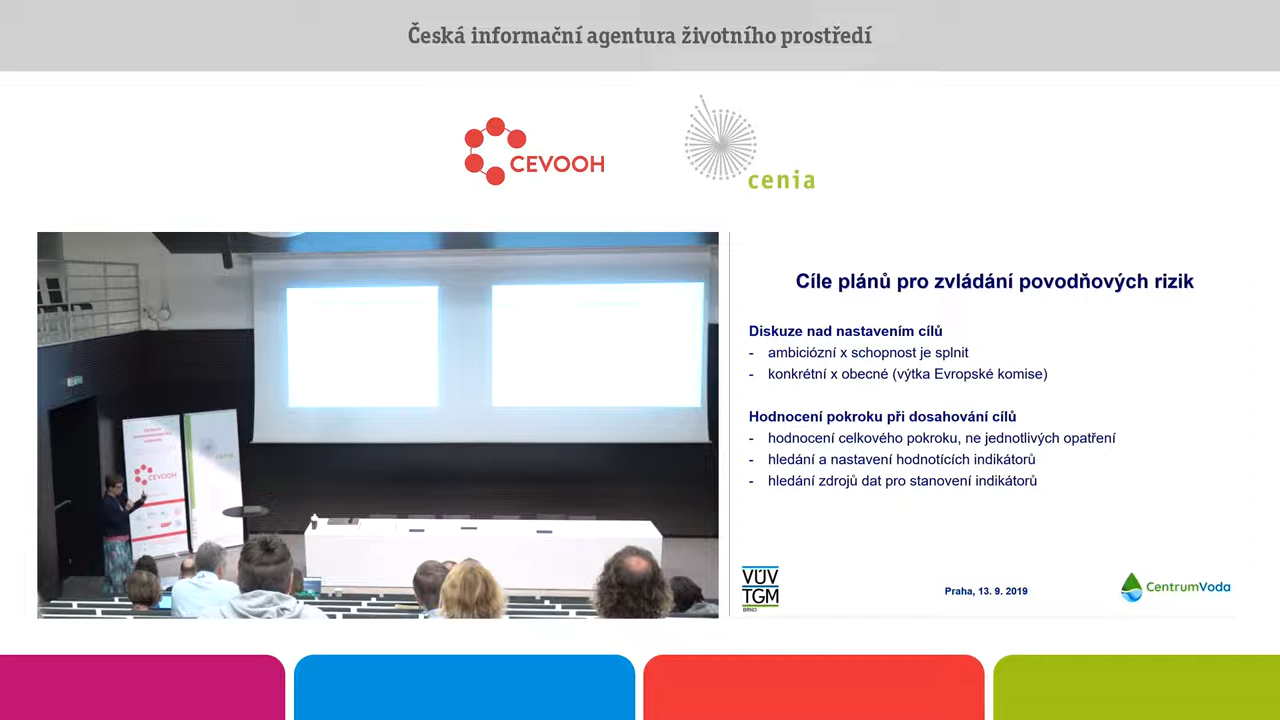 Česká informační agentura životního prostředí
CEVOOH
cenia
Cíle plánů pro zvládání povodňových rizik
Diskuze nad nastavením cílů
- ambiciózní x schopnost je splnit
- konkrétní x obecné (výtka Evropské komise)
Hodnocení pokroku při dosahování cílů
- hodnocení celkového pokroku, ne jednotlivých opatření
- hledání a nastavení hodnotících indikátorů
- hledání zdrojů dat pro stanovení indikátorů
VÚV
TGM
BRNO
Praha, 13. 9. 2019
CentrumVoda
CEVOOH
cenia